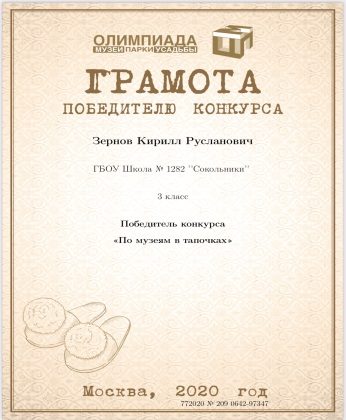 ОЛИМПИАДА
МУЗЕИ ПАРКИ УСАДЬБЫ
ГРАМОТА
ПОБЕДИТЕЛЮ КОНКУРСА
Зернов Кирилл Русланович
ГБОУ Школа № 1282 "Сокольники"
3 класс
Победитель конкурса
«По музеям в тапочках»
Москва, 2020 год
772020 № 209 0642-97347